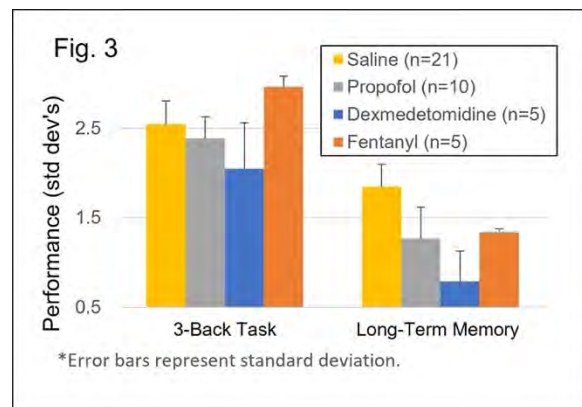 Fig. 3
Saline (n=21)
Propofol (n=10)
Dexmedetomidine (n=5)
Fentanyl (n=5)
Performance (std dev's)
2.5
1.5
0.5
3-Back Task Long-Term Memory
*Error bars represent standard deviation.